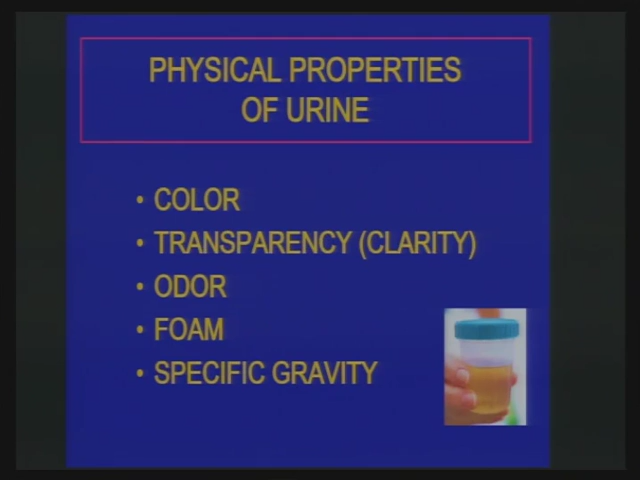 PHYSICAL PROPERTIES
OF URINE
• COLOR
• TRANSPARENCY (CLARITY)
• ODOR
• FOAM
• SPECIFIC GRAVITY